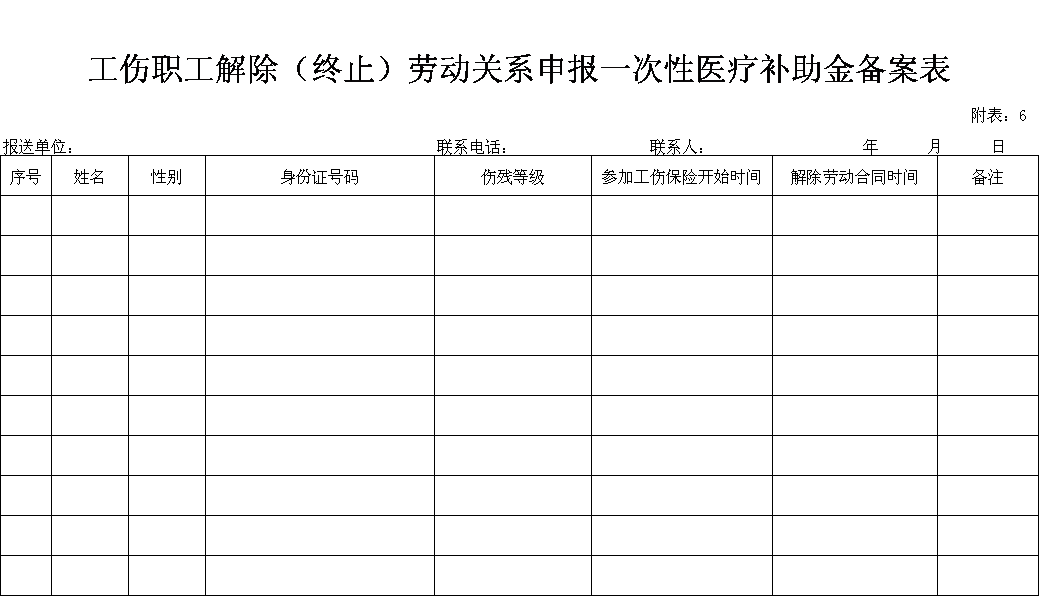 工伤职工解除（终止）劳动关系申报一次性医疗补助金备案表
附表：6
报送单位： 联系电话： 联系人： 年 月 日
序号 姓名 性别 身份证号码 伤残等级 参加工伤保险开始时间 解除劳动合同时间 备注